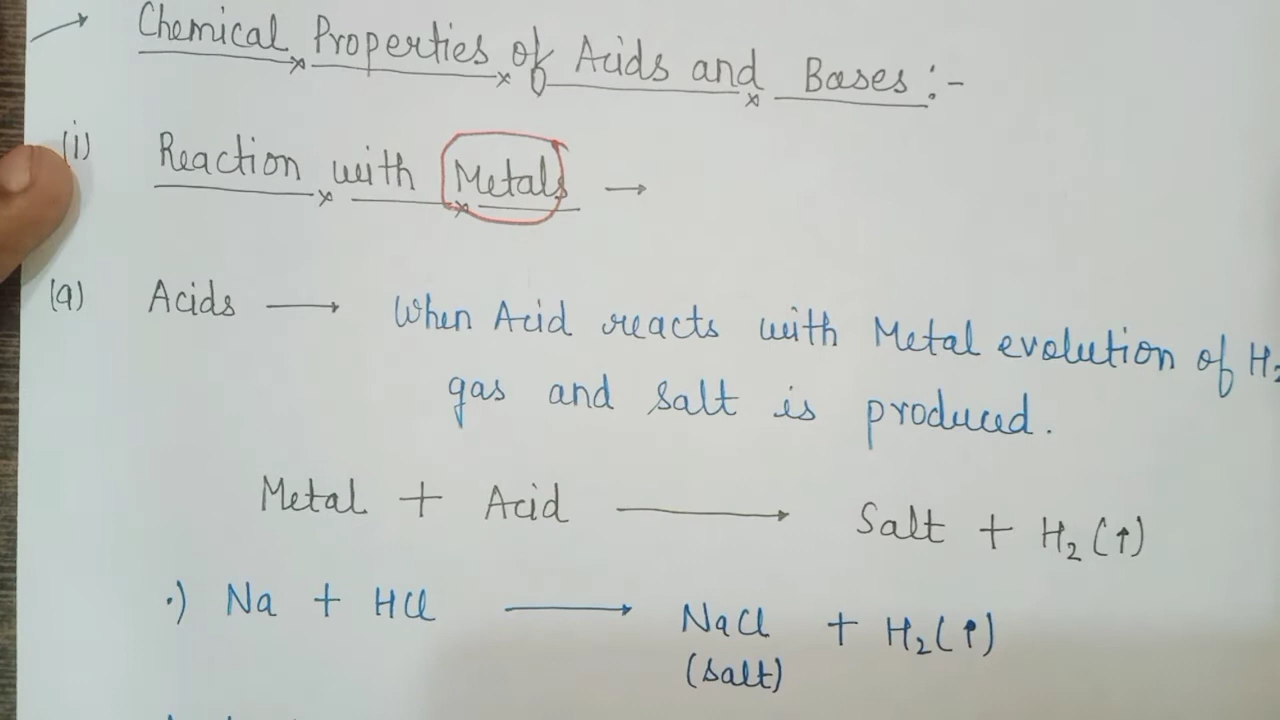 Chemical Properties of Acids and Bases :-
(i) Reaction with Metals →
(a) Acids → When Acid reacts with Metal evolution of H₂
gas and salt is produced.
Metal + Acid → Salt + H₂(↑)
·) Na + HCl → NaCl + H₂(↑)
(salt)